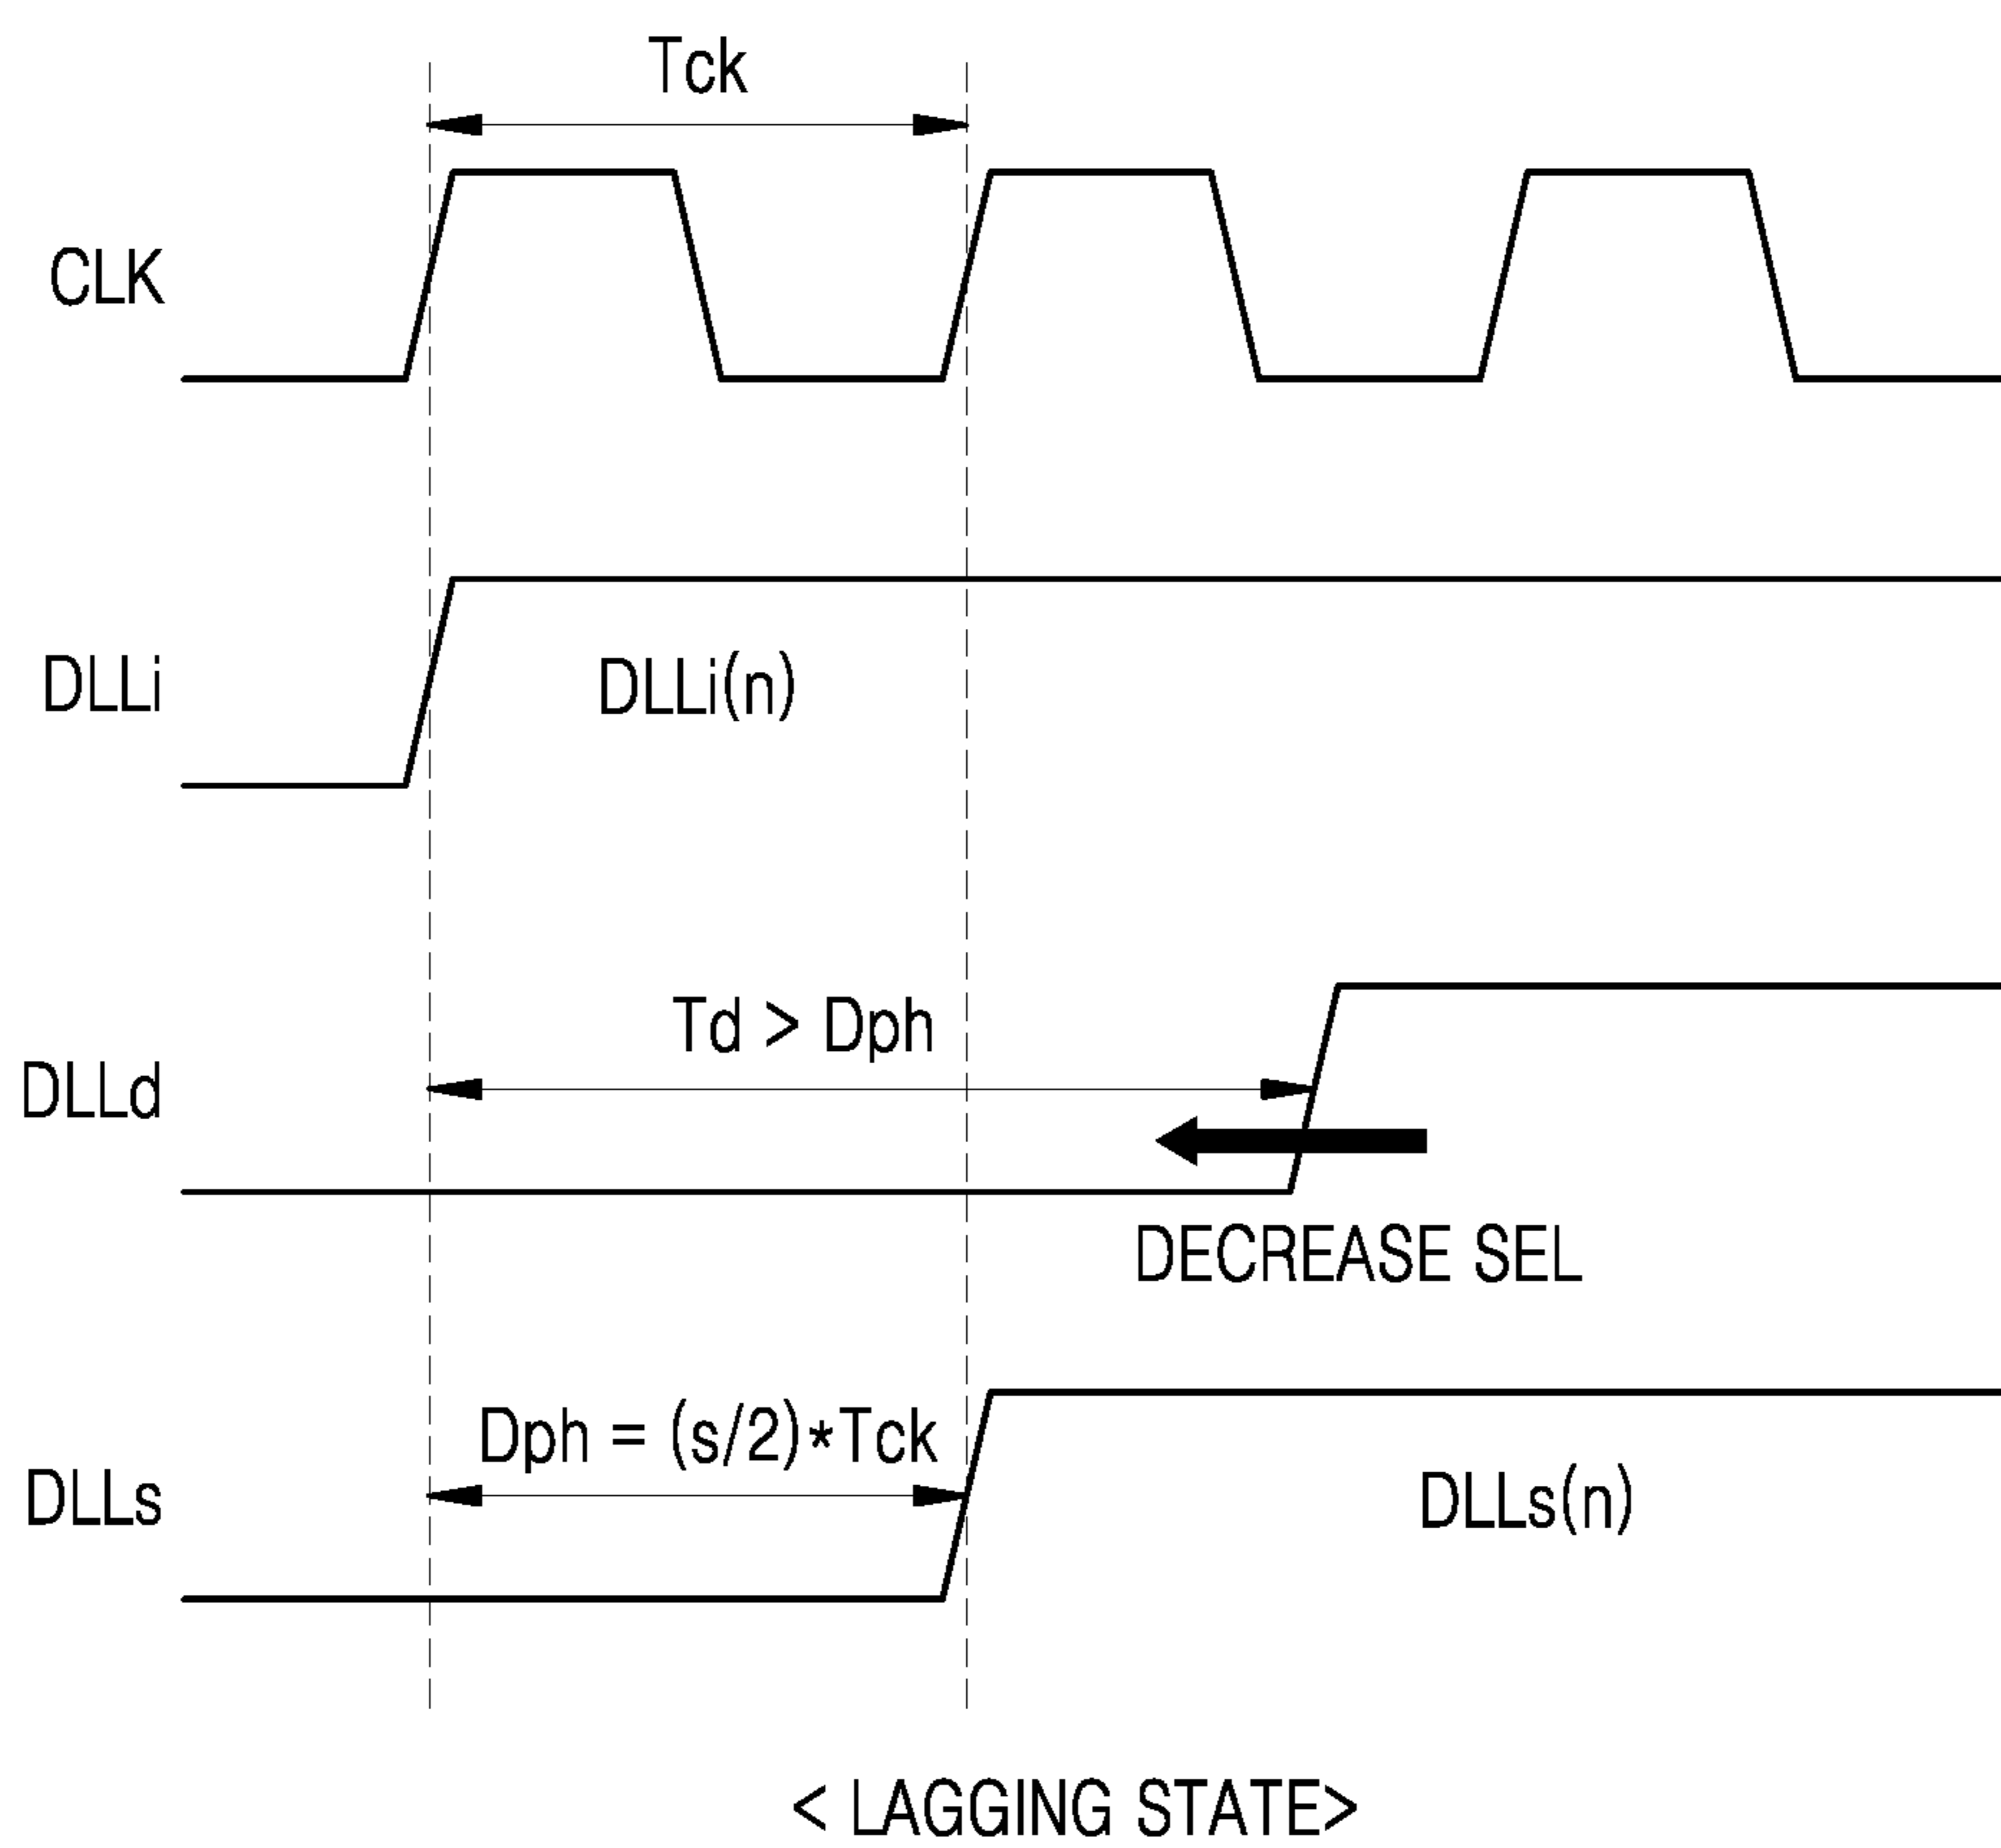 Tck
CLK
DLLi
DLLi(n)
Td > Dph
DLLd
DECREASE SEL
Dph = (s/2)*Tck
DLLs
DLLs(n)
< LAGGING STATE>